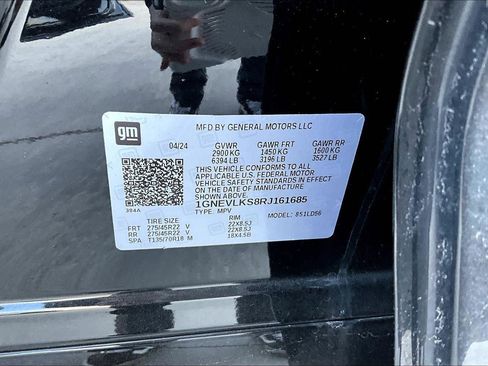 gm
MFD BY GENERAL MOTORS LLC
04/24 GVWR GAWR FRT GAWR RR
2900 KG 1450 KG 1600 KG
6394 LB 3196 LB 3527 LB
THIS VEHICLE CONFORMS TO ALL
APPLICABLE U.S. FEDERAL MOTOR
VEHICLE SAFETY STANDARDS IN EFFECT
ON THE DATE OF MANUFACTURE
1GNEVLKS8RJ161685
TYPE: MPV MODEL: 851LD56
394A
TIRE SIZE RIM
FRT 275/45R22 V 22X8.5J
RR 275/45R22 V 22X8.5J
SPA T135/70R18 M 18X4.5B